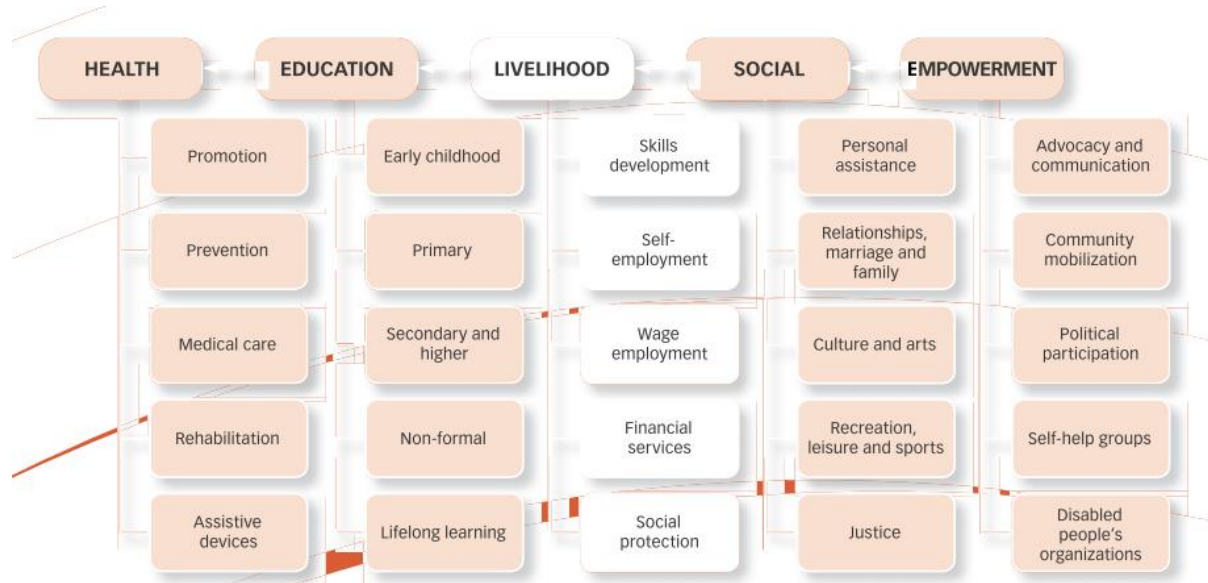 HEALTH
EDUCATION
LIVELIHOOD
SOCIAL
EMPOWERMENT
Promotion
Prevention
Medical care
Rehabilitation
Assistive
devices
Early childhood
Primary
Secondary and
higher
Non-formal
Lifelong learning
Skills
development
Self-
employment
Wage
employment
Financial
services
Social
protection
Personal
assistance
Relationships,
marriage and
family
Culture and arts
Recreation,
leisure and sports
Justice
Advocacy and
communication
Community
mobilization
Political
participation
Self-help groups
Disabled
people's
organizations